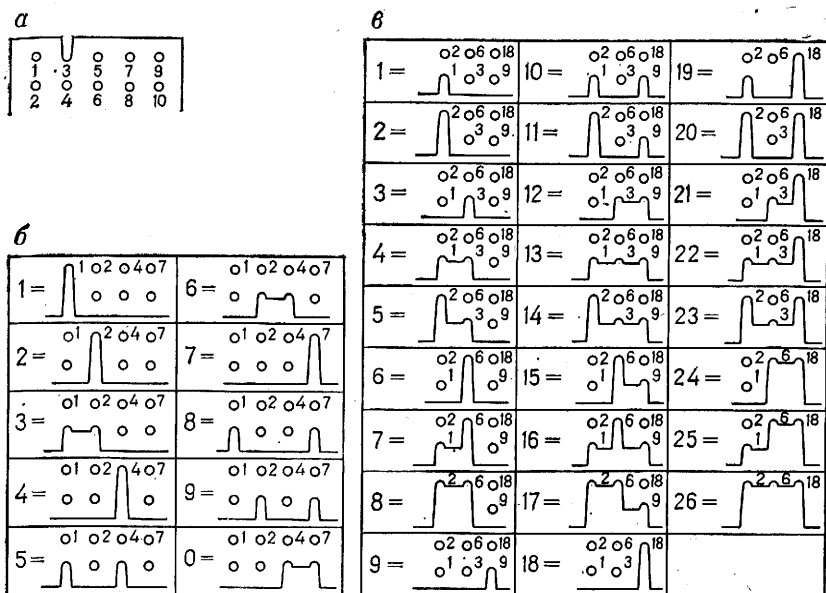 а
1 3 5 7 9
2 4 6 8 10
б
1 = 1 2 4 7
6 = 1 2 4 7
2 = 1 2 4 7
7 = 1 2 4 7
3 = 1 2 4 7
8 = 1 2 4 7
4 = 1 2 4 7
9 = 1 2 4 7
5 = 1 2 4 7
0 = 1 2 4 7
в
2 6 18
1 = 1 3 9
2 6 18
10 = 1 3 9
2 6 18
19 =
2 6 18
2 = 3 9
2 6 18
11 = 3 9
2 6 18
20 = 3
2 6 18
3 = 1 3 9
2 6 18
12 = 1 3 9
2 6 18
21 = 1 3
2 6 18
4 = 1 3 9
2 6 18
13 = 1 3 9
2 6 18
22 = 1 3
2 6 18
5 = 3 9
2 6 18
14 = 3 9
2 6 18
23 = 3
2 6 18
6 = 1 9
2 6 18
15 = 1 9
2 6 18
24 = 1
2 6 18
7 = 1 9
2 6 18
16 = 1 9
2 6 18
25 = 1
2 6 18
8 = 9
2 6 18
17 = 9
2 6 18
26 =
2 6 18
9 = 1 3 9
2 6 18
18 = 1 3